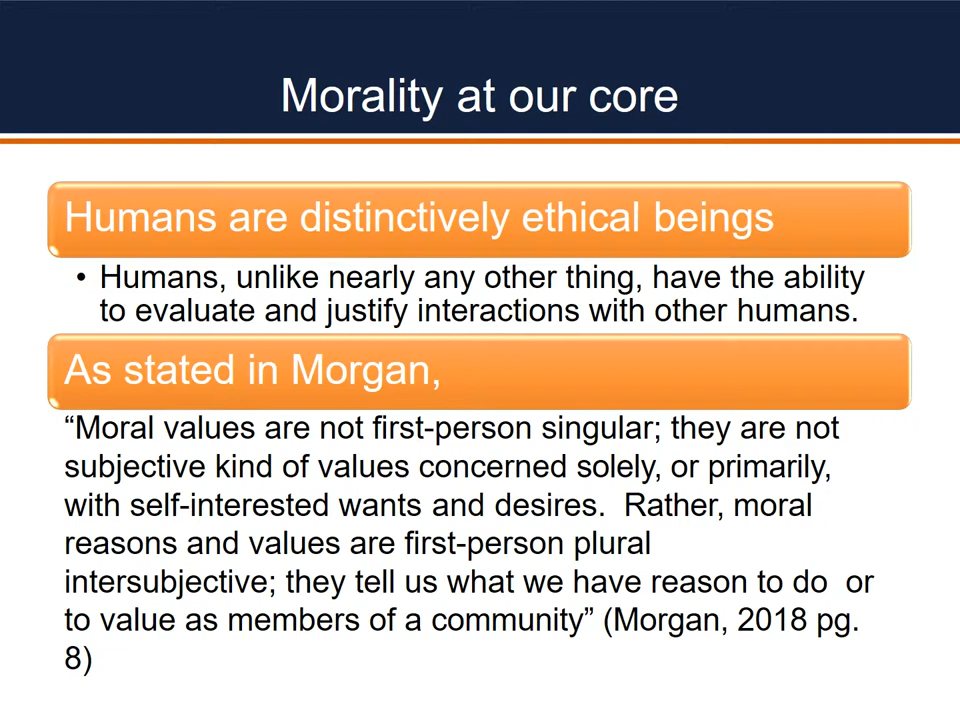 Morality at our core
Humans are distinctively ethical beings
• Humans, unlike nearly any other thing, have the ability
to evaluate and justify interactions with other humans.
As stated in Morgan,
“Moral values are not first-person singular; they are not
subjective kind of values concerned solely, or primarily,
with self-interested wants and desires.  Rather, moral
reasons and values are first-person plural
intersubjective; they tell us what we have reason to do  or
to value as members of a community” (Morgan, 2018 pg.
8)